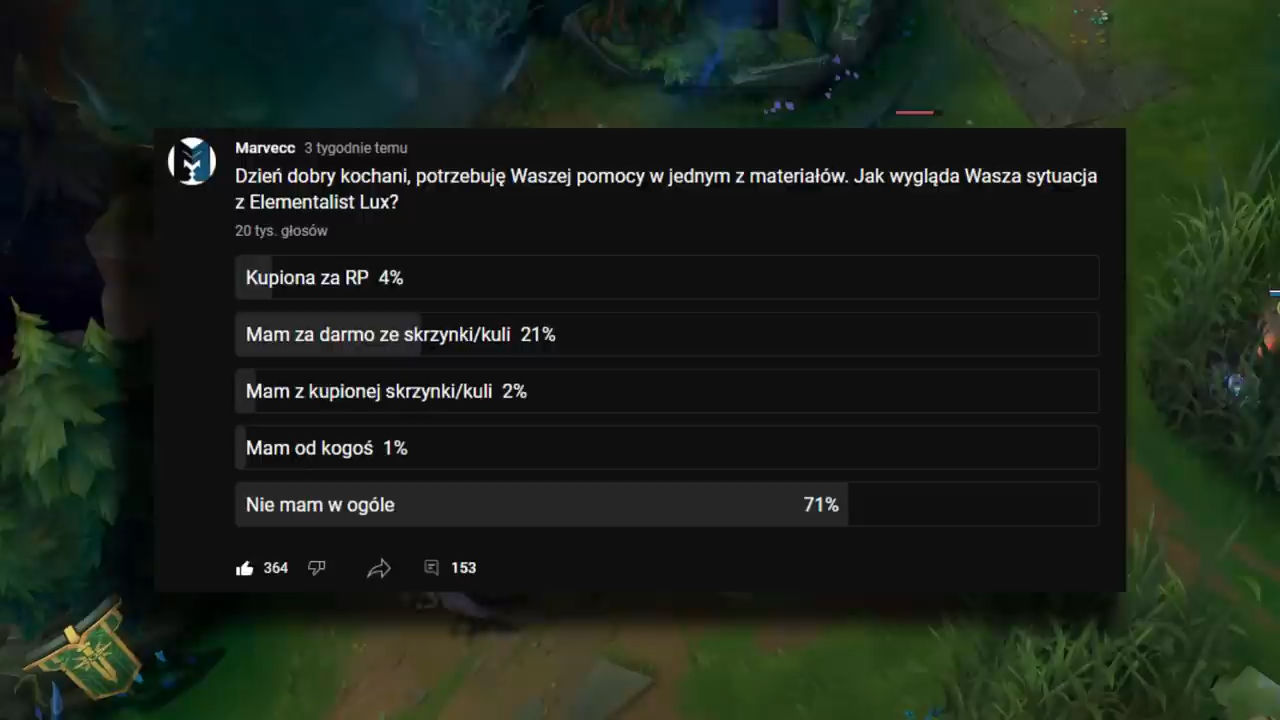 Marvecc 3 tygodnie temu
Dzień dobry kochani, potrzebuję Waszej pomocy w jednym z materiałów. Jak wygląda Wasza sytuacja
z Elementalist Lux?
20 tys. głosów
Kupiona za RP 4%
Mam za darmo ze skrzynki/kuli 21%
Mam z kupionej skrzynki/kuli 2%
Mam od kogoś 1%
Nie mam w ogóle 71%
364 153